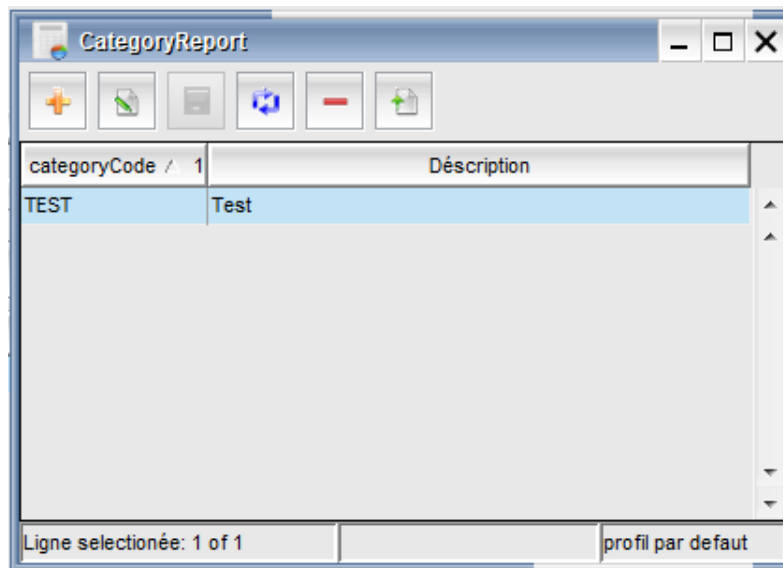 CategoryReport
categoryCode 1 Déscription
TEST Test
Ligne selectionée: 1 of 1 profil par defaut